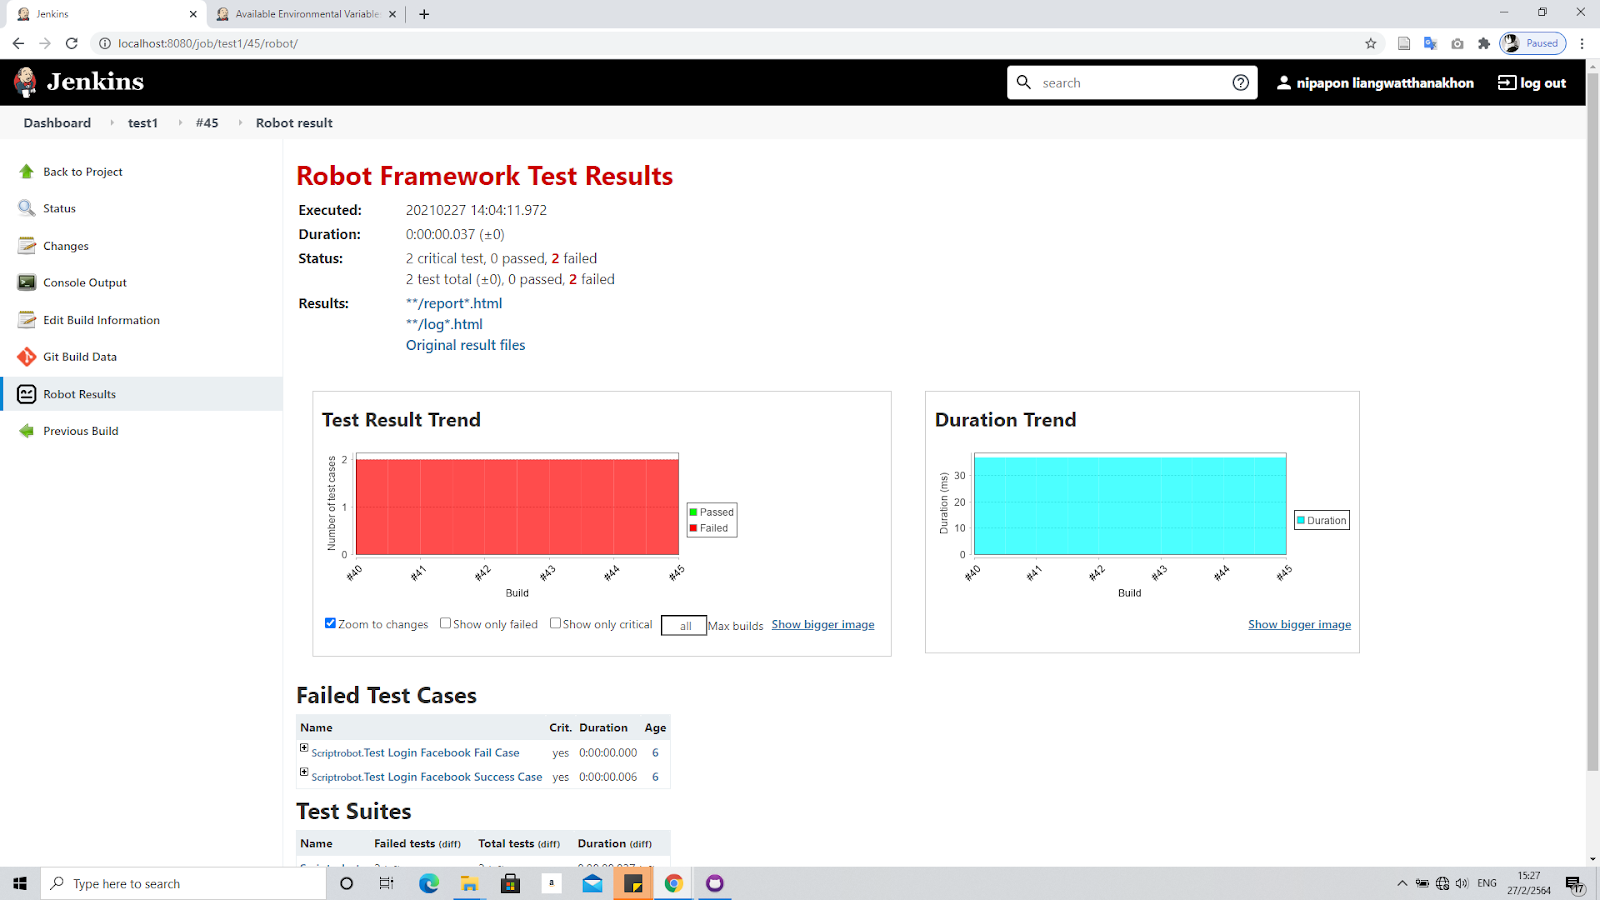 Jenkins
Available Environmental Variable
localhost:8080/job/test1/45/robot/
Paused
Jenkins
search
nipapon liangwatthanakhon
log out
Dashboard
test1
#45
Robot result
Back to Project
Status
Changes
Console Output
Edit Build Information
Git Build Data
Robot Results
Previous Build
Robot Framework Test Results
Executed: 20210227 14:04:11.972
Duration: 0:00:00.037 (±0)
Status: 2 critical test, 0 passed, 2 failed
2 test total (±0), 0 passed, 2 failed
Results: **/report*.html
**/log*.html
Original result files
Test Result Trend
Number of test cases
2
1
0
#40 #41 #42 #43 #44 #45
Build
Passed
Failed
Zoom to changes Show only failed Show only critical all Max builds Show bigger image
Duration Trend
Duration (ms)
30
20
10
0
#40 #41 #42 #43 #44 #45
Build
Duration
Show bigger image
Failed Test Cases
Name Crit. Duration Age
Scriptrobot.Test Login Facebook Fail Case yes 0:00:00.000 6
Scriptrobot.Test Login Facebook Success Case yes 0:00:00.006 6
Test Suites
Name Failed tests (diff) Total tests (diff) Duration (diff)
Type here to search
a
ENG
15:27
27/2/2564
17